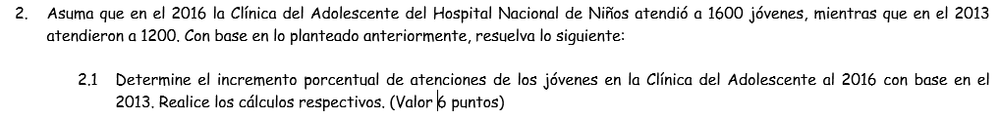 2. Asuma que en el 2016 la Clínica del Adolescente del Hospital Nacional de Niños atendió a 1600 jóvenes, mientras que en el 2013
atendieron a 1200. Con base en lo planteado anteriormente, resuelva lo siguiente:
2.1 Determine el incremento porcentual de atenciones de los jóvenes en la Clínica del Adolescente al 2016 con base en el
2013. Realice los cálculos respectivos. (Valor 6 puntos)